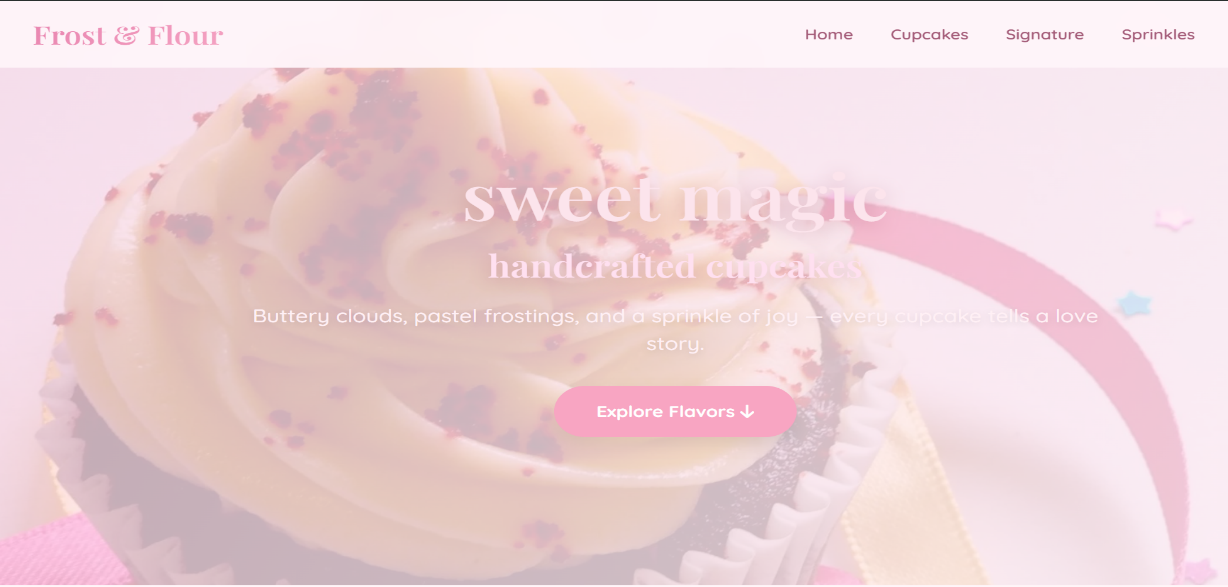 Frost & Flour
Home Cupcakes Signature Sprinkles
sweet magic
handcrafted cupcakes
Buttery clouds, pastel frostings, and a sprinkle of joy — every cupcake tells a love
story.
Explore Flavors ↓